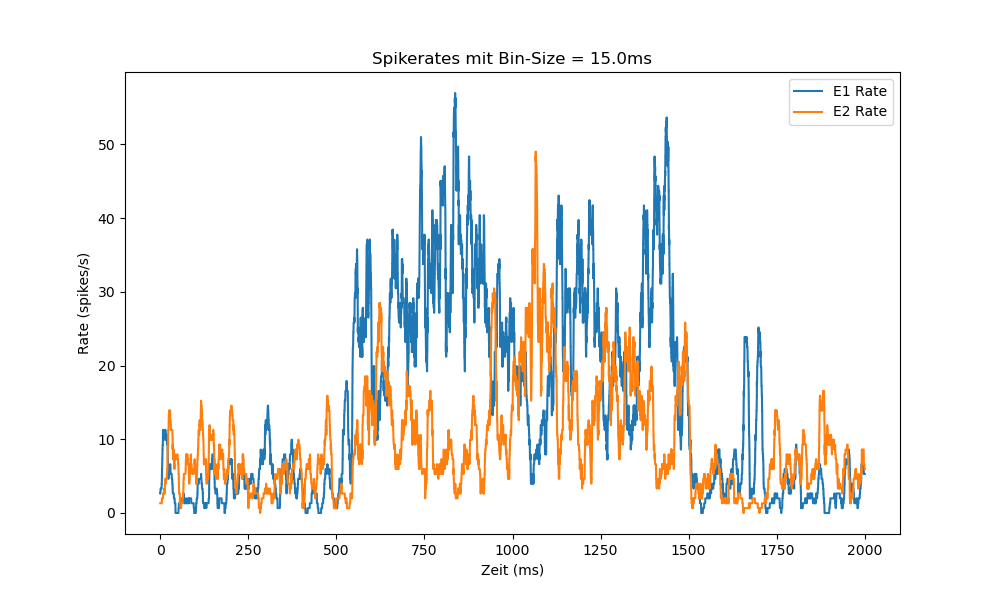 Spikerates mit Bin-Size = 15.0ms
E1 Rate
E2 Rate
Rate (spikes/s)
50
40
30
20
10
0
0 250 500 750 1000 1250 1500 1750 2000
Zeit (ms)